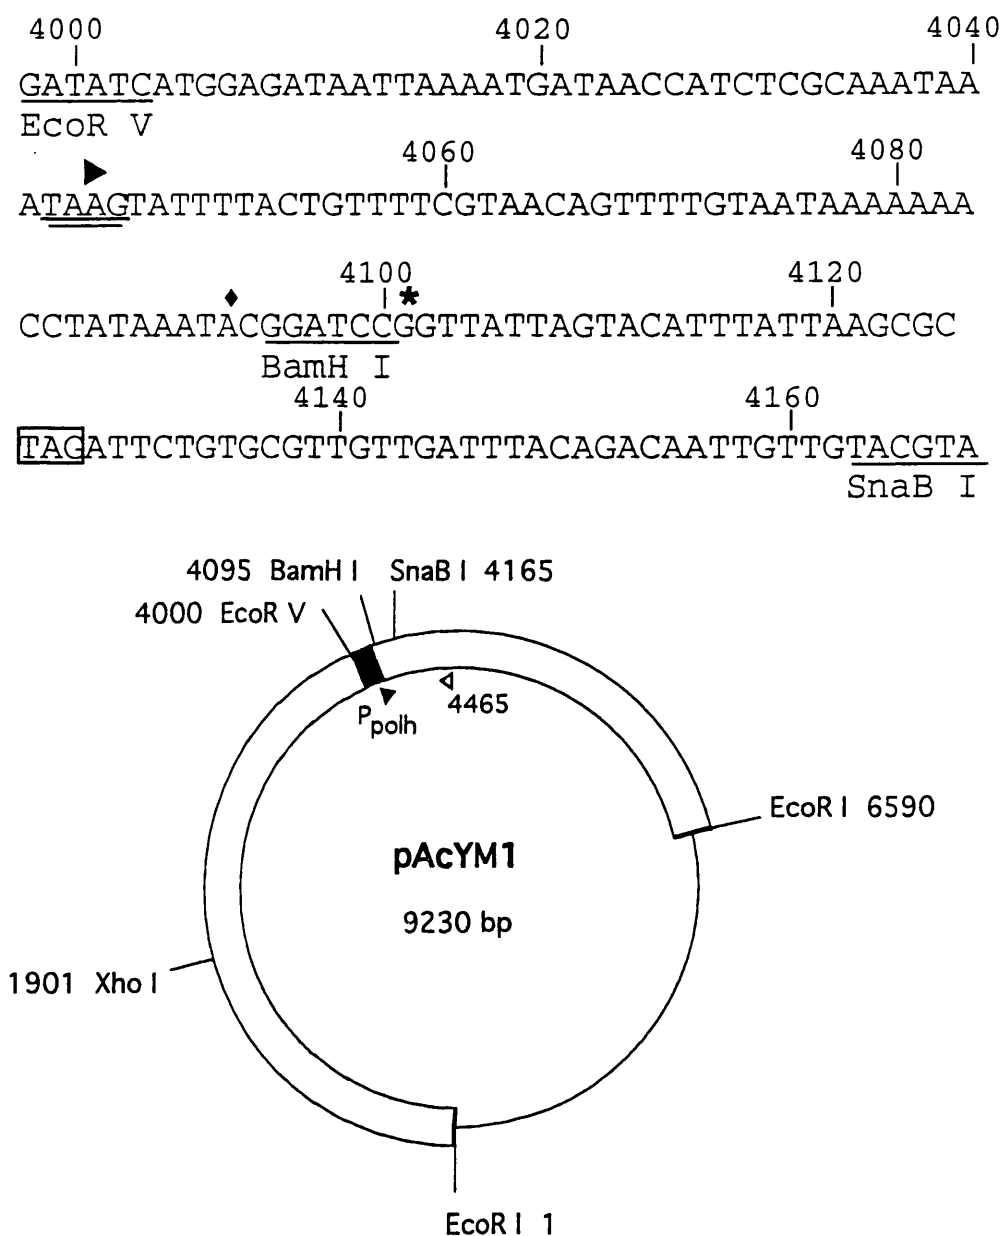 4000 4020 4040
GATATCATGGAGATAATTAAAATGATAACCATCTCGCAAATAA
EcoR V
4060 4080
ATAAGTATTTTACTGTTTTCGTAACAGTTTTGTAATAAAAAAA
4100 * 4120
CCTATAAATACGGATCCGGTTATTAGTACATTTATTAAGCGC
BamH I
4140 4160
TAGATTCTGTGCGTTGTTGATTTACAGACAATTGTTGTACGTA
SnaB I
4095 BamH I SnaB I 4165
4000 EcoR V
Ppolh
4465
EcoR I 6590
pAcYM1
9230 bp
1901 Xho I
EcoR I 1